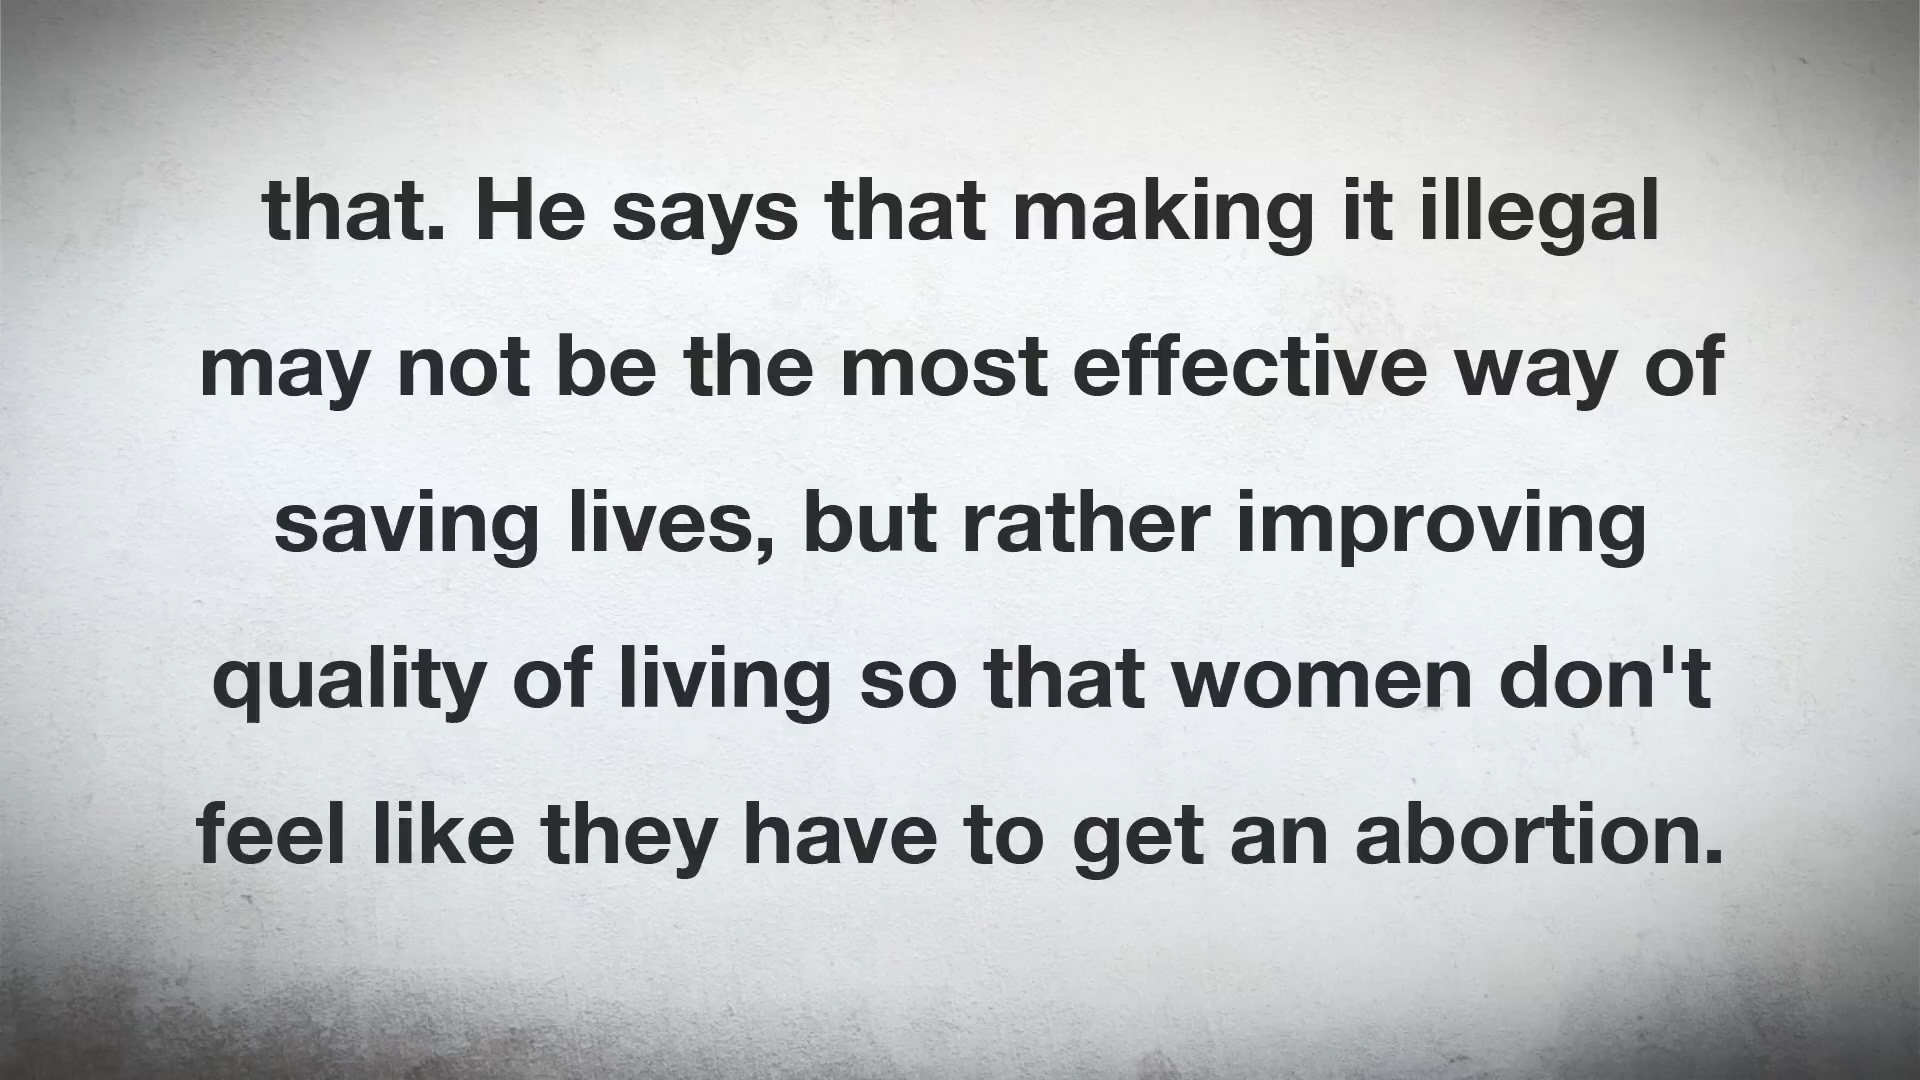 that. He says that making it illegal
may not be the most effective way of
saving lives, but rather improving
quality of living so that women don't
feel like they have to get an abortion.